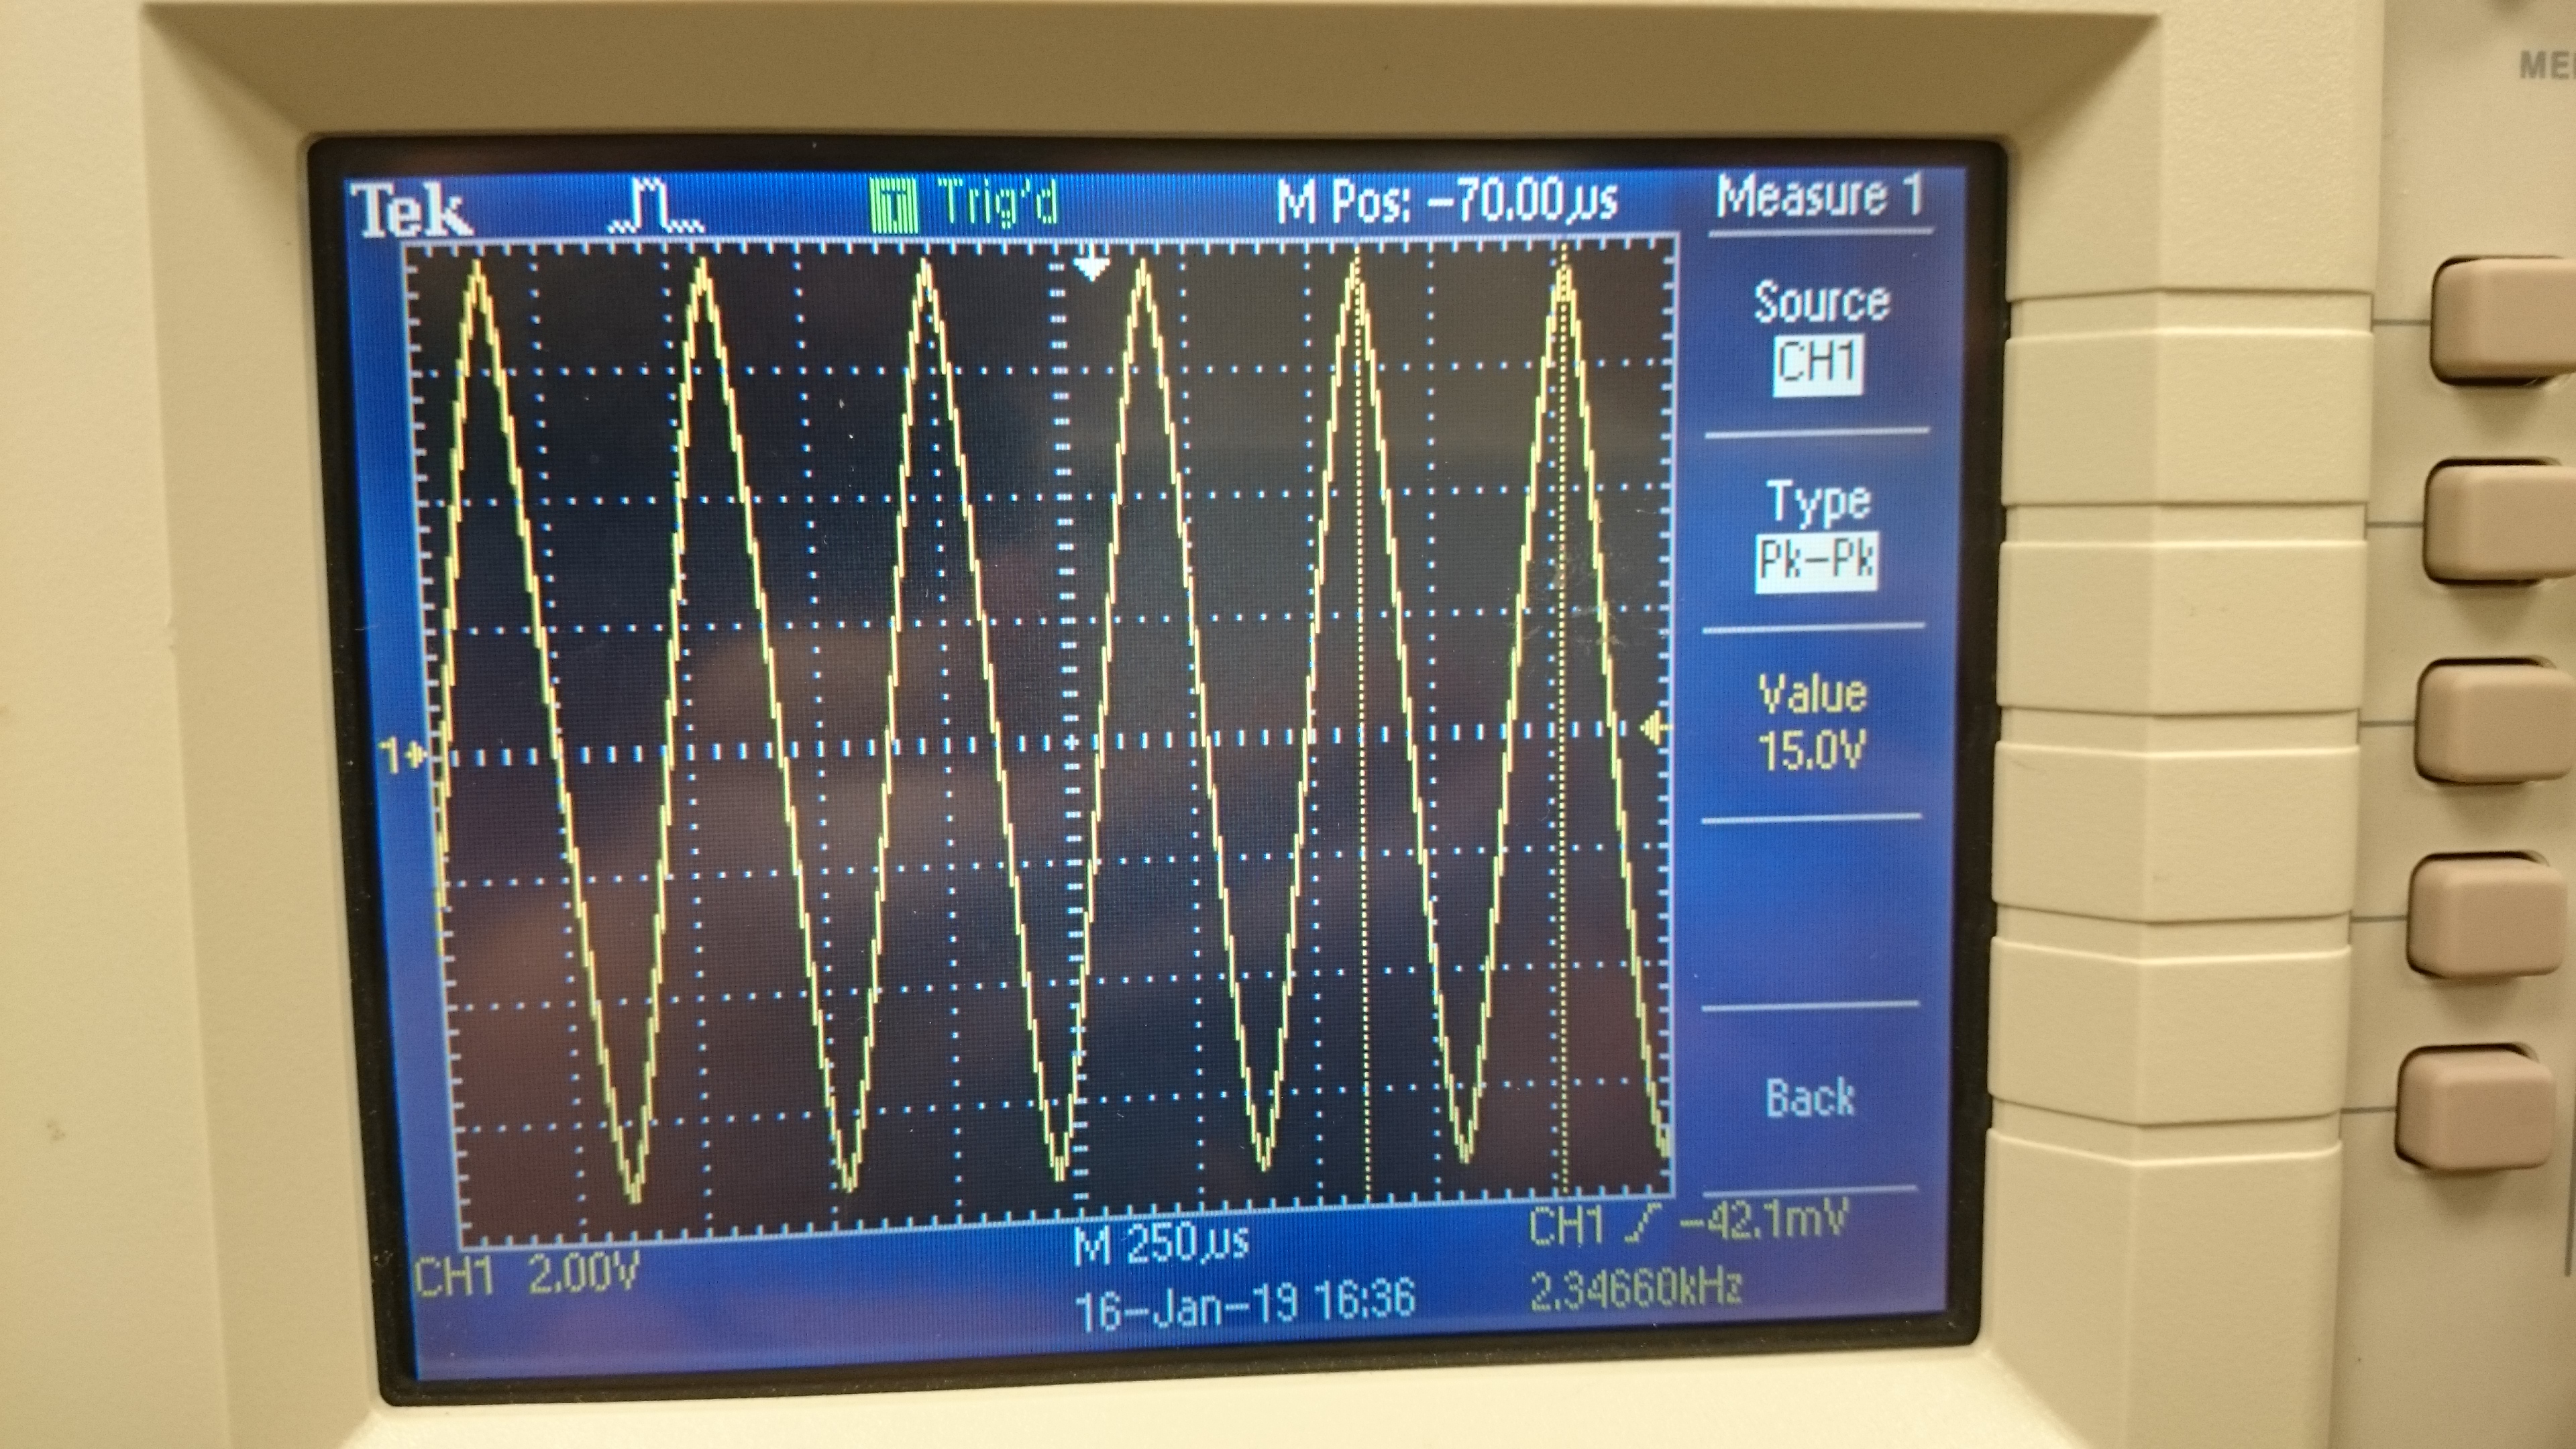 Tek T Trig'd M Pos: -70.00µs Measure 1
Source
CH1
Type
Pk-Pk
Value
15.0V
Back
1
CH1 2.00V M 250µs CH1 -42.1mV
16-Jan-19 16:36 2.34660kHz